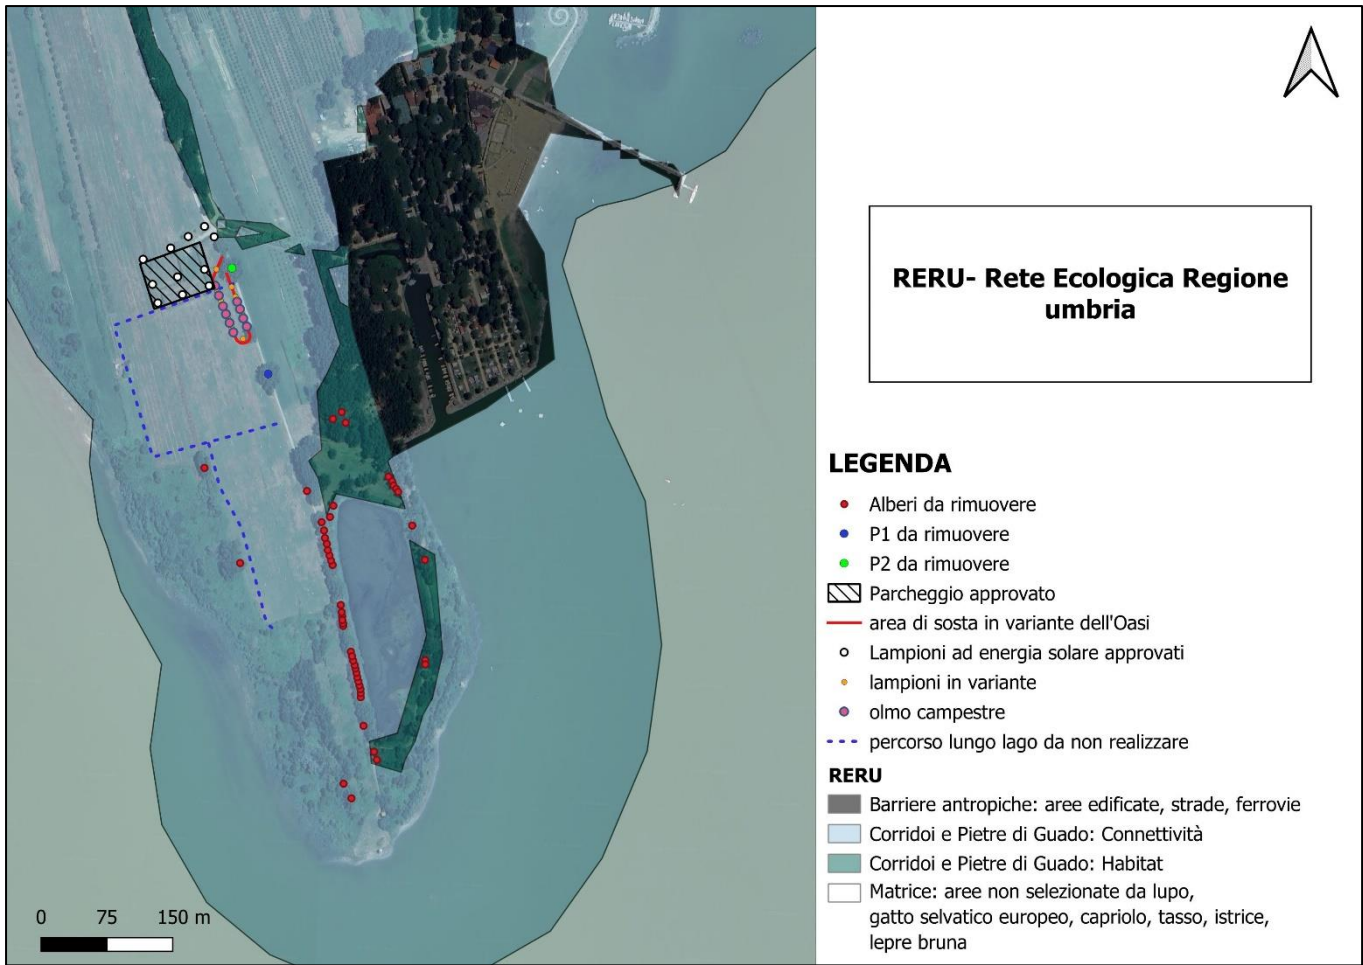 RERU- Rete Ecologica Regione
umbria
LEGENDA
Alberi da rimuovere
P1 da rimuovere
P2 da rimuovere
Parcheggio approvato
area di sosta in variante dell'Oasi
Lampioni ad energia solare approvati
lampioni in variante
olmo campestre
percorso lungo lago da non realizzare
RERU
Barriere antropiche: aree edificate, strade, ferrovie
Corridoi e Pietre di Guado: Connettività
Corridoi e Pietre di Guado: Habitat
Matrice: aree non selezionate da lupo,
gatto selvatico europeo, capriolo, tasso, istrice,
lepre bruna
0 75 150 m